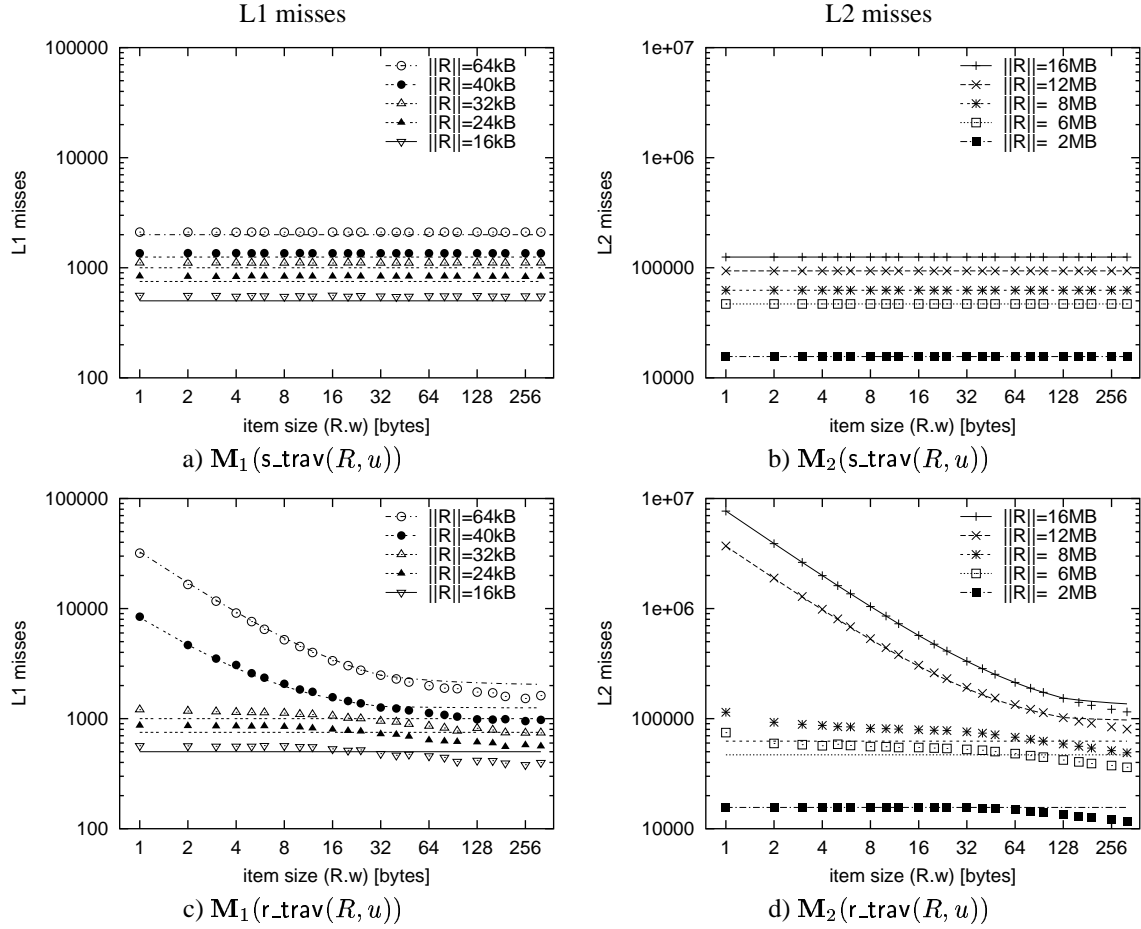 L1 misses
L2 misses
100000
10000
1000
100
L1 misses
1 2 4 8 16 32 64 128 256
item size (R.w) [bytes]
||R||=64kB
||R||=40kB
||R||=32kB
||R||=24kB
||R||=16kB
a) M₁(s_trav(R, u))
1e+07
1e+06
100000
10000
L2 misses
1 2 4 8 16 32 64 128 256
item size (R.w) [bytes]
||R||=16MB
||R||=12MB
||R||= 8MB
||R||= 6MB
||R||= 2MB
b) M₂(s_trav(R, u))
100000
10000
1000
100
L1 misses
1 2 4 8 16 32 64 128 256
item size (R.w) [bytes]
||R||=64kB
||R||=40kB
||R||=32kB
||R||=24kB
||R||=16kB
c) M₁(r_trav(R, u))
1e+07
1e+06
100000
10000
L2 misses
1 2 4 8 16 32 64 128 256
item size (R.w) [bytes]
||R||=16MB
||R||=12MB
||R||= 8MB
||R||= 6MB
||R||= 2MB
d) M₂(r_trav(R, u))